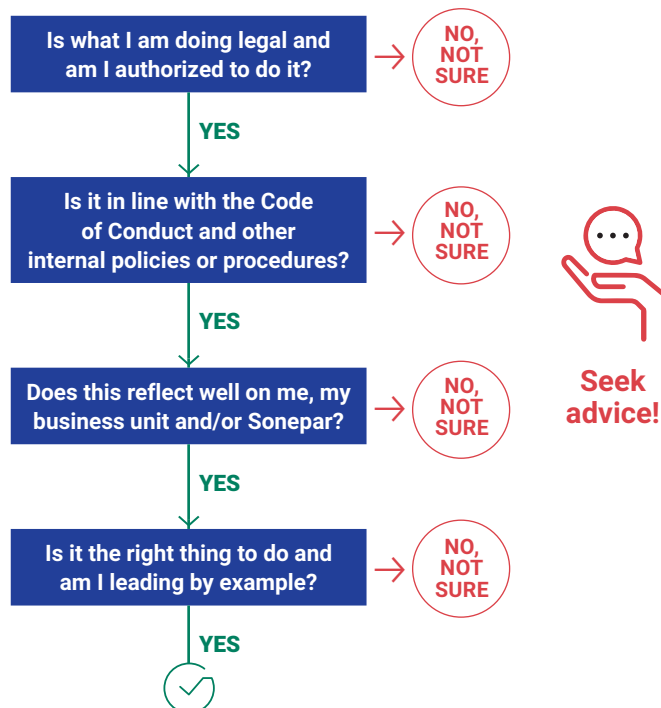 Is what I am doing legal and
am I authorized to do it?
NO,
NOT
SURE
YES
Is it in line with the Code
of Conduct and other
internal policies or procedures?
NO,
NOT
SURE
YES
Does this reflect well on me, my
business unit and/or Sonepar?
NO,
NOT
SURE
Seek
advice!
YES
Is it the right thing to do and
am I leading by example?
NO,
NOT
SURE
YES